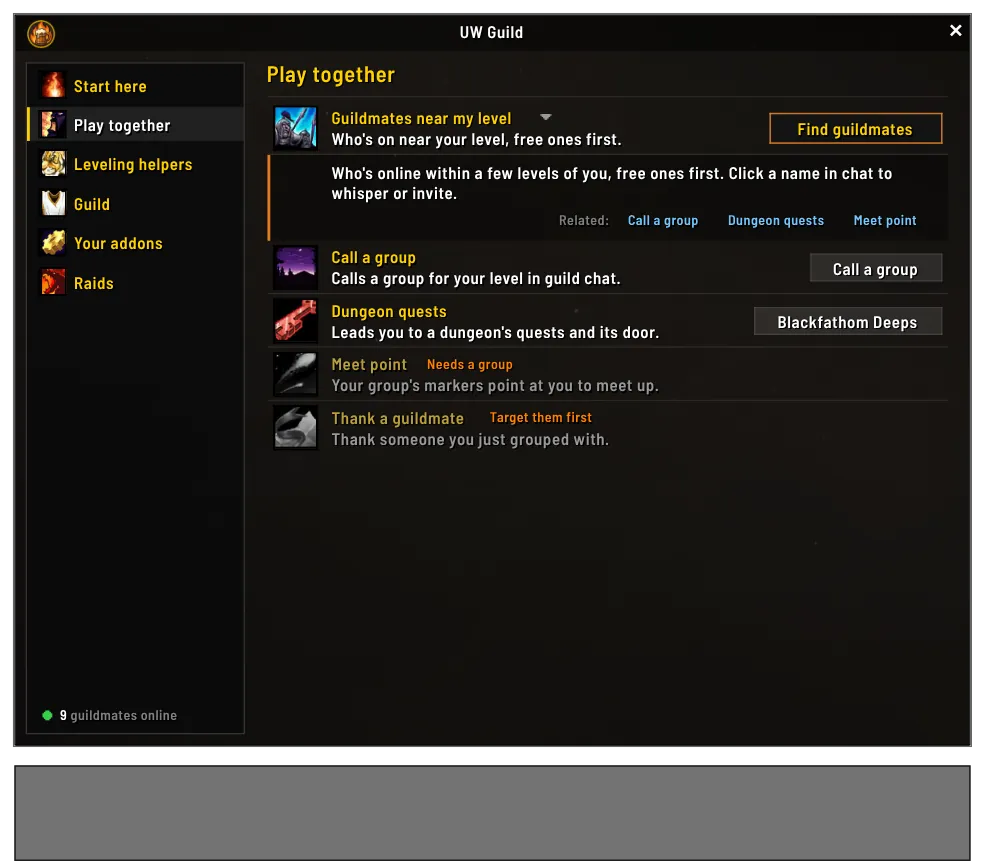 UW Guild
Start here
Play together
Leveling helpers
Guild
Your addons
Raids
9 guildmates online
Play together
Guildmates near my level
Who's on near your level, free ones first.
Find guildmates
Who's online within a few levels of you, free ones first. Click a name in chat to
whisper or invite.
Related: Call a group Dungeon quests Meet point
Call a group
Calls a group for your level in guild chat.
Call a group
Dungeon quests
Leads you to a dungeon's quests and its door.
Blackfathom Deeps
Meet point Needs a group
Your group's markers point at you to meet up.
Thank a guildmate Target them first
Thank someone you just grouped with.